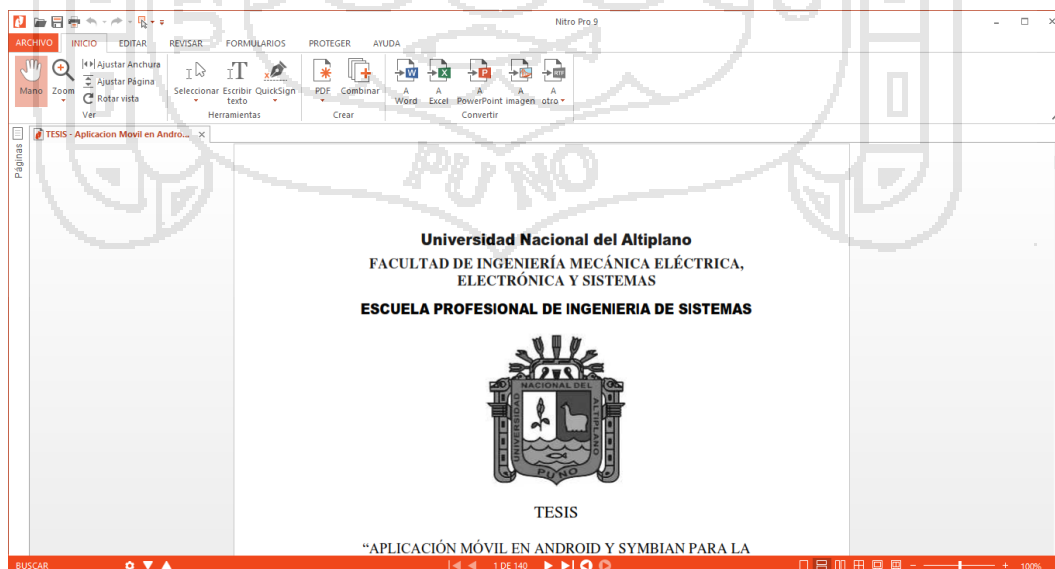 Nitro Pro 9
ARCHIVO INICIO EDITAR REVISAR FORMULARIOS PROTEGER AYUDA
Mano
Zoom
Ajustar Anchura
Ajustar Página
Rotar vista
Ver
Seleccionar
Escribir texto
QuickSign
Herramientas
PDF
Combinar
Crear
A Word
A Excel
A PowerPoint
A imagen
A otro
Convertir
TESIS - Aplicacion Movil en Andro...
Páginas
PUNO
Universidad Nacional del Altiplano
FACULTAD DE INGENIERÍA MECÁNICA ELÉCTRICA,
ELECTRÓNICA Y SISTEMAS
ESCUELA PROFESIONAL DE INGENIERIA DE SISTEMAS
UNIVERSIDAD NACIONAL DEL ALTIPLANO
PUNO
TESIS
“APLICACIÓN MÓVIL EN ANDROID Y SYMBIAN PARA LA
BUSCAR
1 DE 140
100%